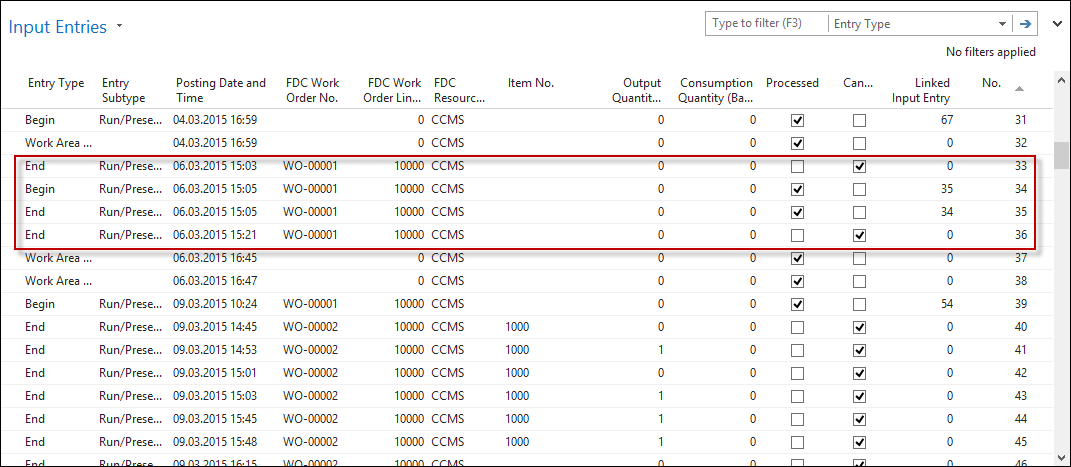 Input Entries
Type to filter (F3) Entry Type
No filters applied
Entry Type Entry Subtype Posting Date and Time FDC Work Order No. FDC Work Order Lin... FDC Resourc... Item No. Output Quantit... Consumption Quantity (Ba... Processed Can... Linked Input Entry No.
Begin Run/Prese... 04.03.2015 16:59 0 CCMS 0 0 67 31
Work Area ... 04.03.2015 16:59 0 CCMS 0 0 0 32
End Run/Prese... 06.03.2015 15:03 WO-00001 10000 CCMS 0 0 0 33
Begin Run/Prese... 06.03.2015 15:05 WO-00001 10000 CCMS 0 0 35 34
End Run/Prese... 06.03.2015 15:05 WO-00001 10000 CCMS 0 0 34 35
End Run/Prese... 06.03.2015 15:21 WO-00001 10000 CCMS 0 0 0 36
Work Area ... 06.03.2015 16:45 0 CCMS 0 0 0 37
Work Area ... 06.03.2015 16:47 0 CCMS 0 0 0 38
Begin Run/Prese... 09.03.2015 10:24 WO-00001 10000 CCMS 0 0 54 39
End Run/Prese... 09.03.2015 14:45 WO-00002 10000 CCMS 1000 0 0 0 40
End Run/Prese... 09.03.2015 14:53 WO-00002 10000 CCMS 1000 1 0 0 41
End Run/Prese... 09.03.2015 15:01 WO-00002 10000 CCMS 1000 0 0 0 42
End Run/Prese... 09.03.2015 15:03 WO-00002 10000 CCMS 1000 1 0 0 43
End Run/Prese... 09.03.2015 15:45 WO-00002 10000 CCMS 1000 1 0 0 44
End Run/Prese... 09.03.2015 15:48 WO-00002 10000 CCMS 1000 1 0 0 45
End Run/Prese... 09.03.2015 16:15 WO-00002 10000 CCMS 1000 1 0 0 46